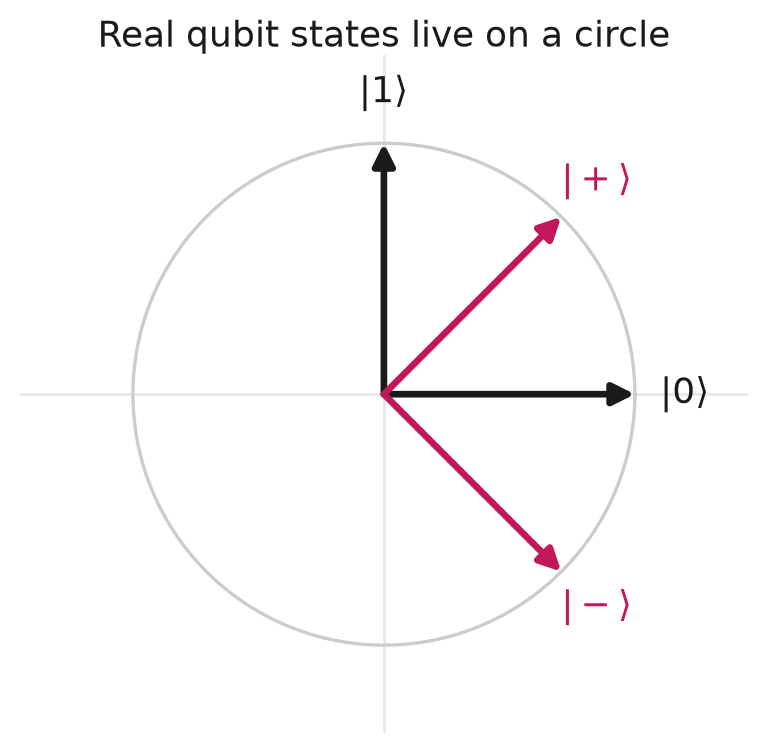 Real qubit states live on a circle
|1⟩
|+⟩
|0⟩
|−⟩